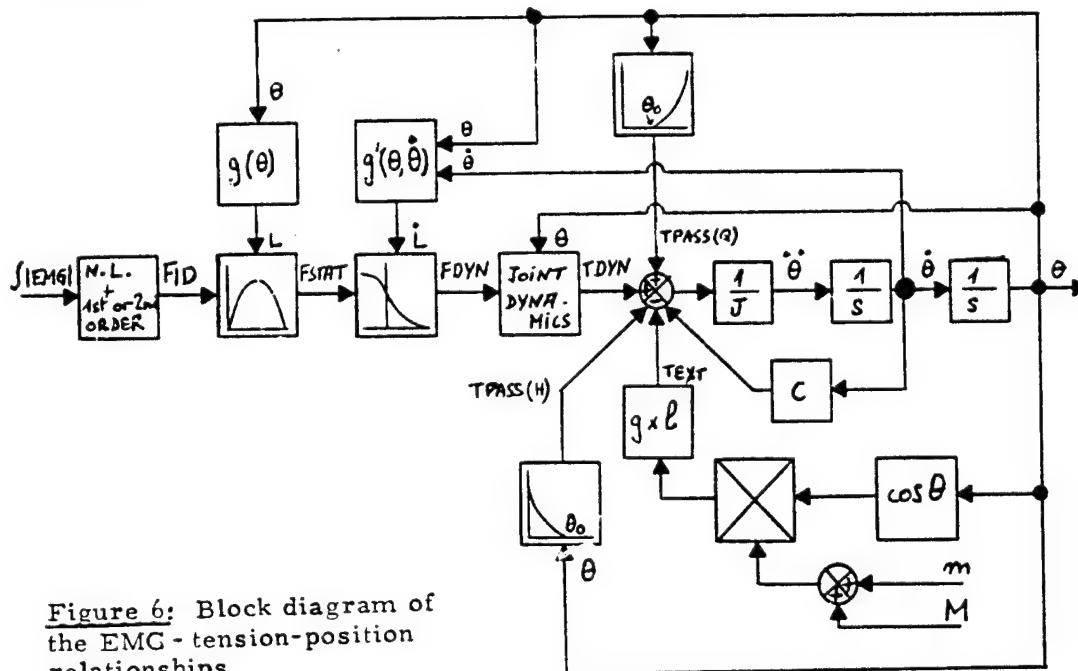 θ₀
θ
θ
θ̇
g(θ)
g'(θ, θ̇)
L
L̇
θ
TPASS(Q)
∫|EMG|
N.L.
+
1st or 2nd
ORDER
FID
FSTAT
FDYN
JOINT
DYNA-
MICS
TDYN
1/J
θ̈
1/S
θ̇
1/S
θ
TPASS(H)
TEXT
C
g x l
cos θ
θ₀
θ
m
M
Figure 6: Block diagram of
the EMG - tension-position
relationships